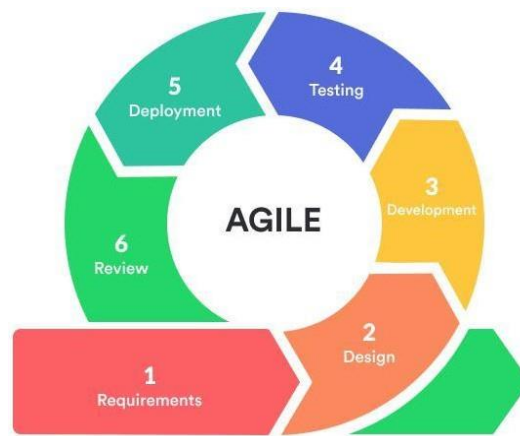 AGILE
1
Requirements
2
Design
3
Development
4
Testing
5
Deployment
6
Review